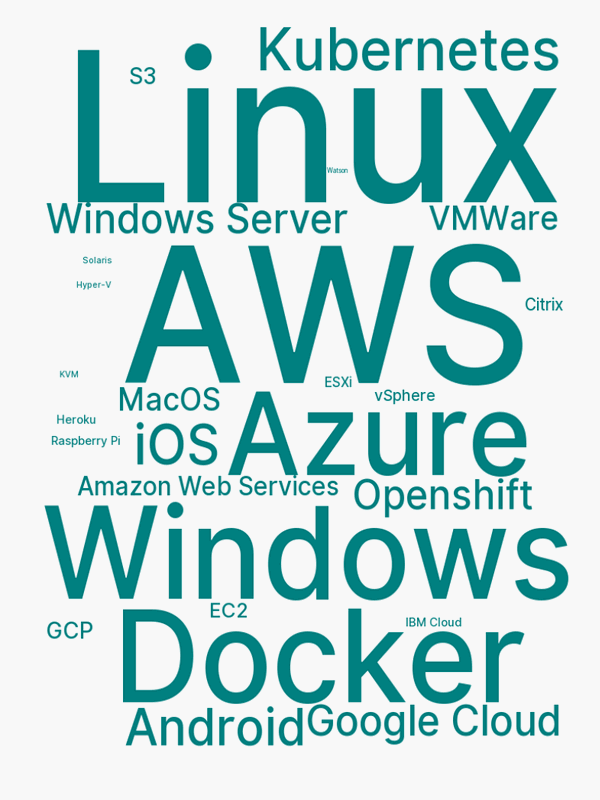 Kubernetes
S3
Linux
Watson
Windows Server
VMWare
Solaris
AWS
Hyper-V
Citrix
KVM
ESXi
MacOS
vSphere
Azure
Heroku
iOS
Raspberry Pi
Amazon Web Services
Openshift
Windows
EC2
IBM Cloud
GCP
Docker
Android
Google Cloud